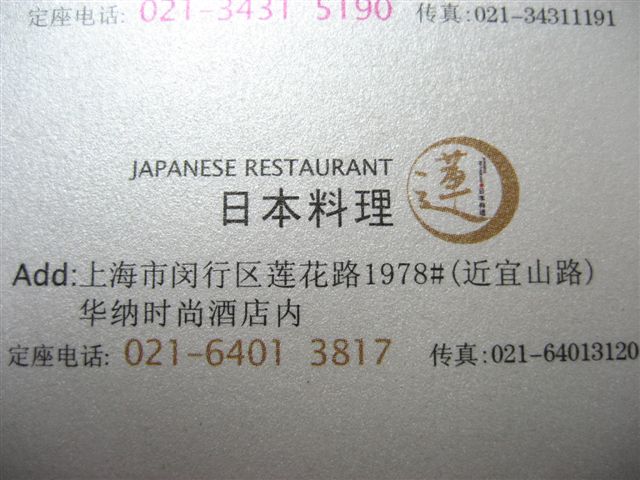 定座电话: 021-3431 5190 传真:021-34311191
JAPANESE RESTAURANT
日本料理
蓮
Add:上海市闵行区莲花路1978#(近宜山路)
华纳时尚酒店内
定座电话: 021-6401 3817 传真:021-64013120